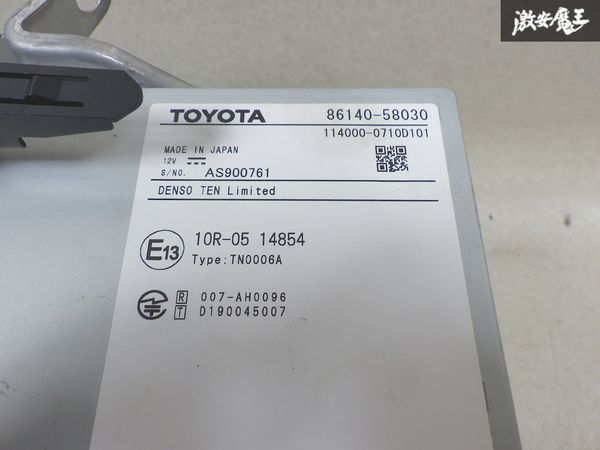 激安魔王
TOYOTA 86140-58030
114000-0710D101
MADE IN JAPAN
12V
S/NO. AS900761
DENSO TEN Limited
E13 10R-05 14854
Type:TN0006A
R 007-AH0096
T D190045007